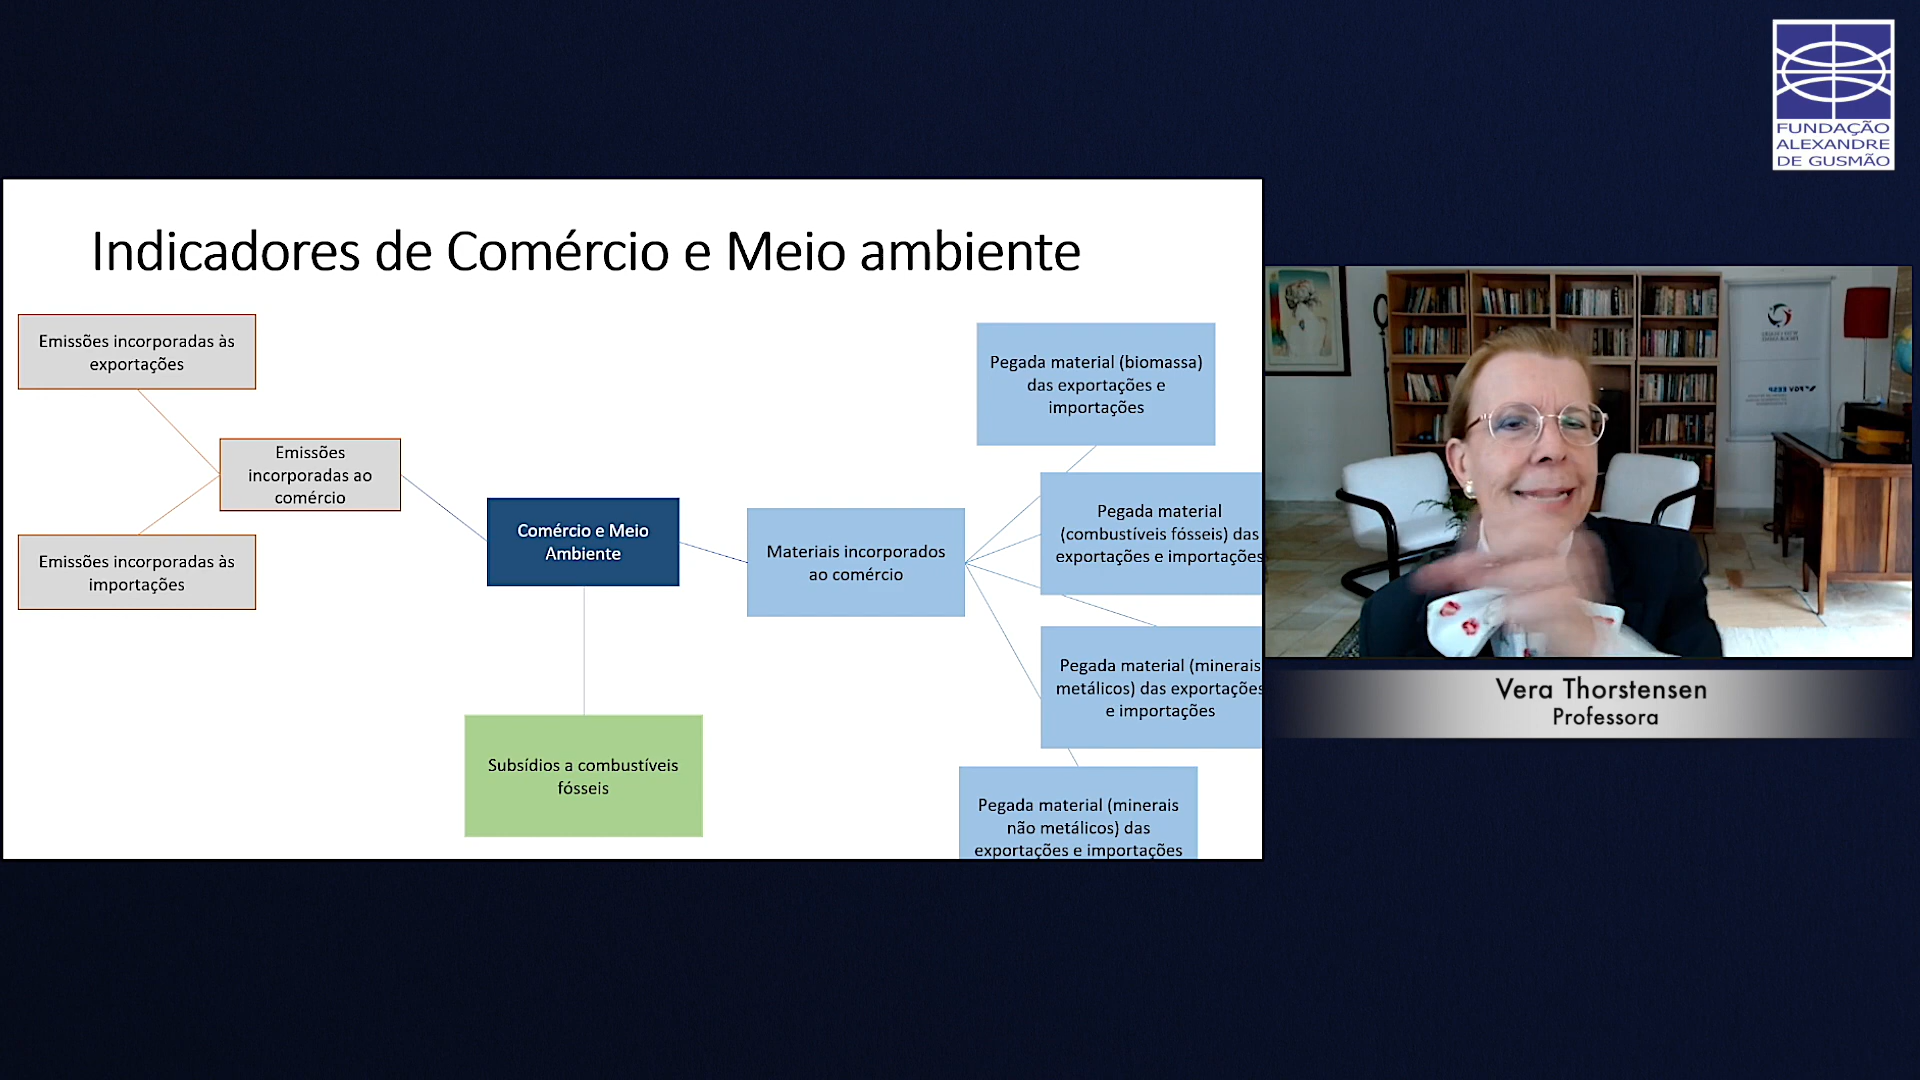 FUNDAÇÃO
ALEXANDRE
DE GUSMÃO
Indicadores de Comércio e Meio ambiente
Emissões incorporadas às
exportações
Emissões
incorporadas ao
comércio
Emissões incorporadas às
importações
Comércio e Meio
Ambiente
Subsídios a combustíveis
fósseis
Materiais incorporados
ao comércio
Pegada material (biomassa)
das exportações e
importações
Pegada material
(combustíveis fósseis) das
exportações e importações
Pegada material (minerais
metálicos) das exportações
e importações
Pegada material (minerais
não metálicos) das
exportações e importações
FGV EESP
Vera Thorstensen
Professora